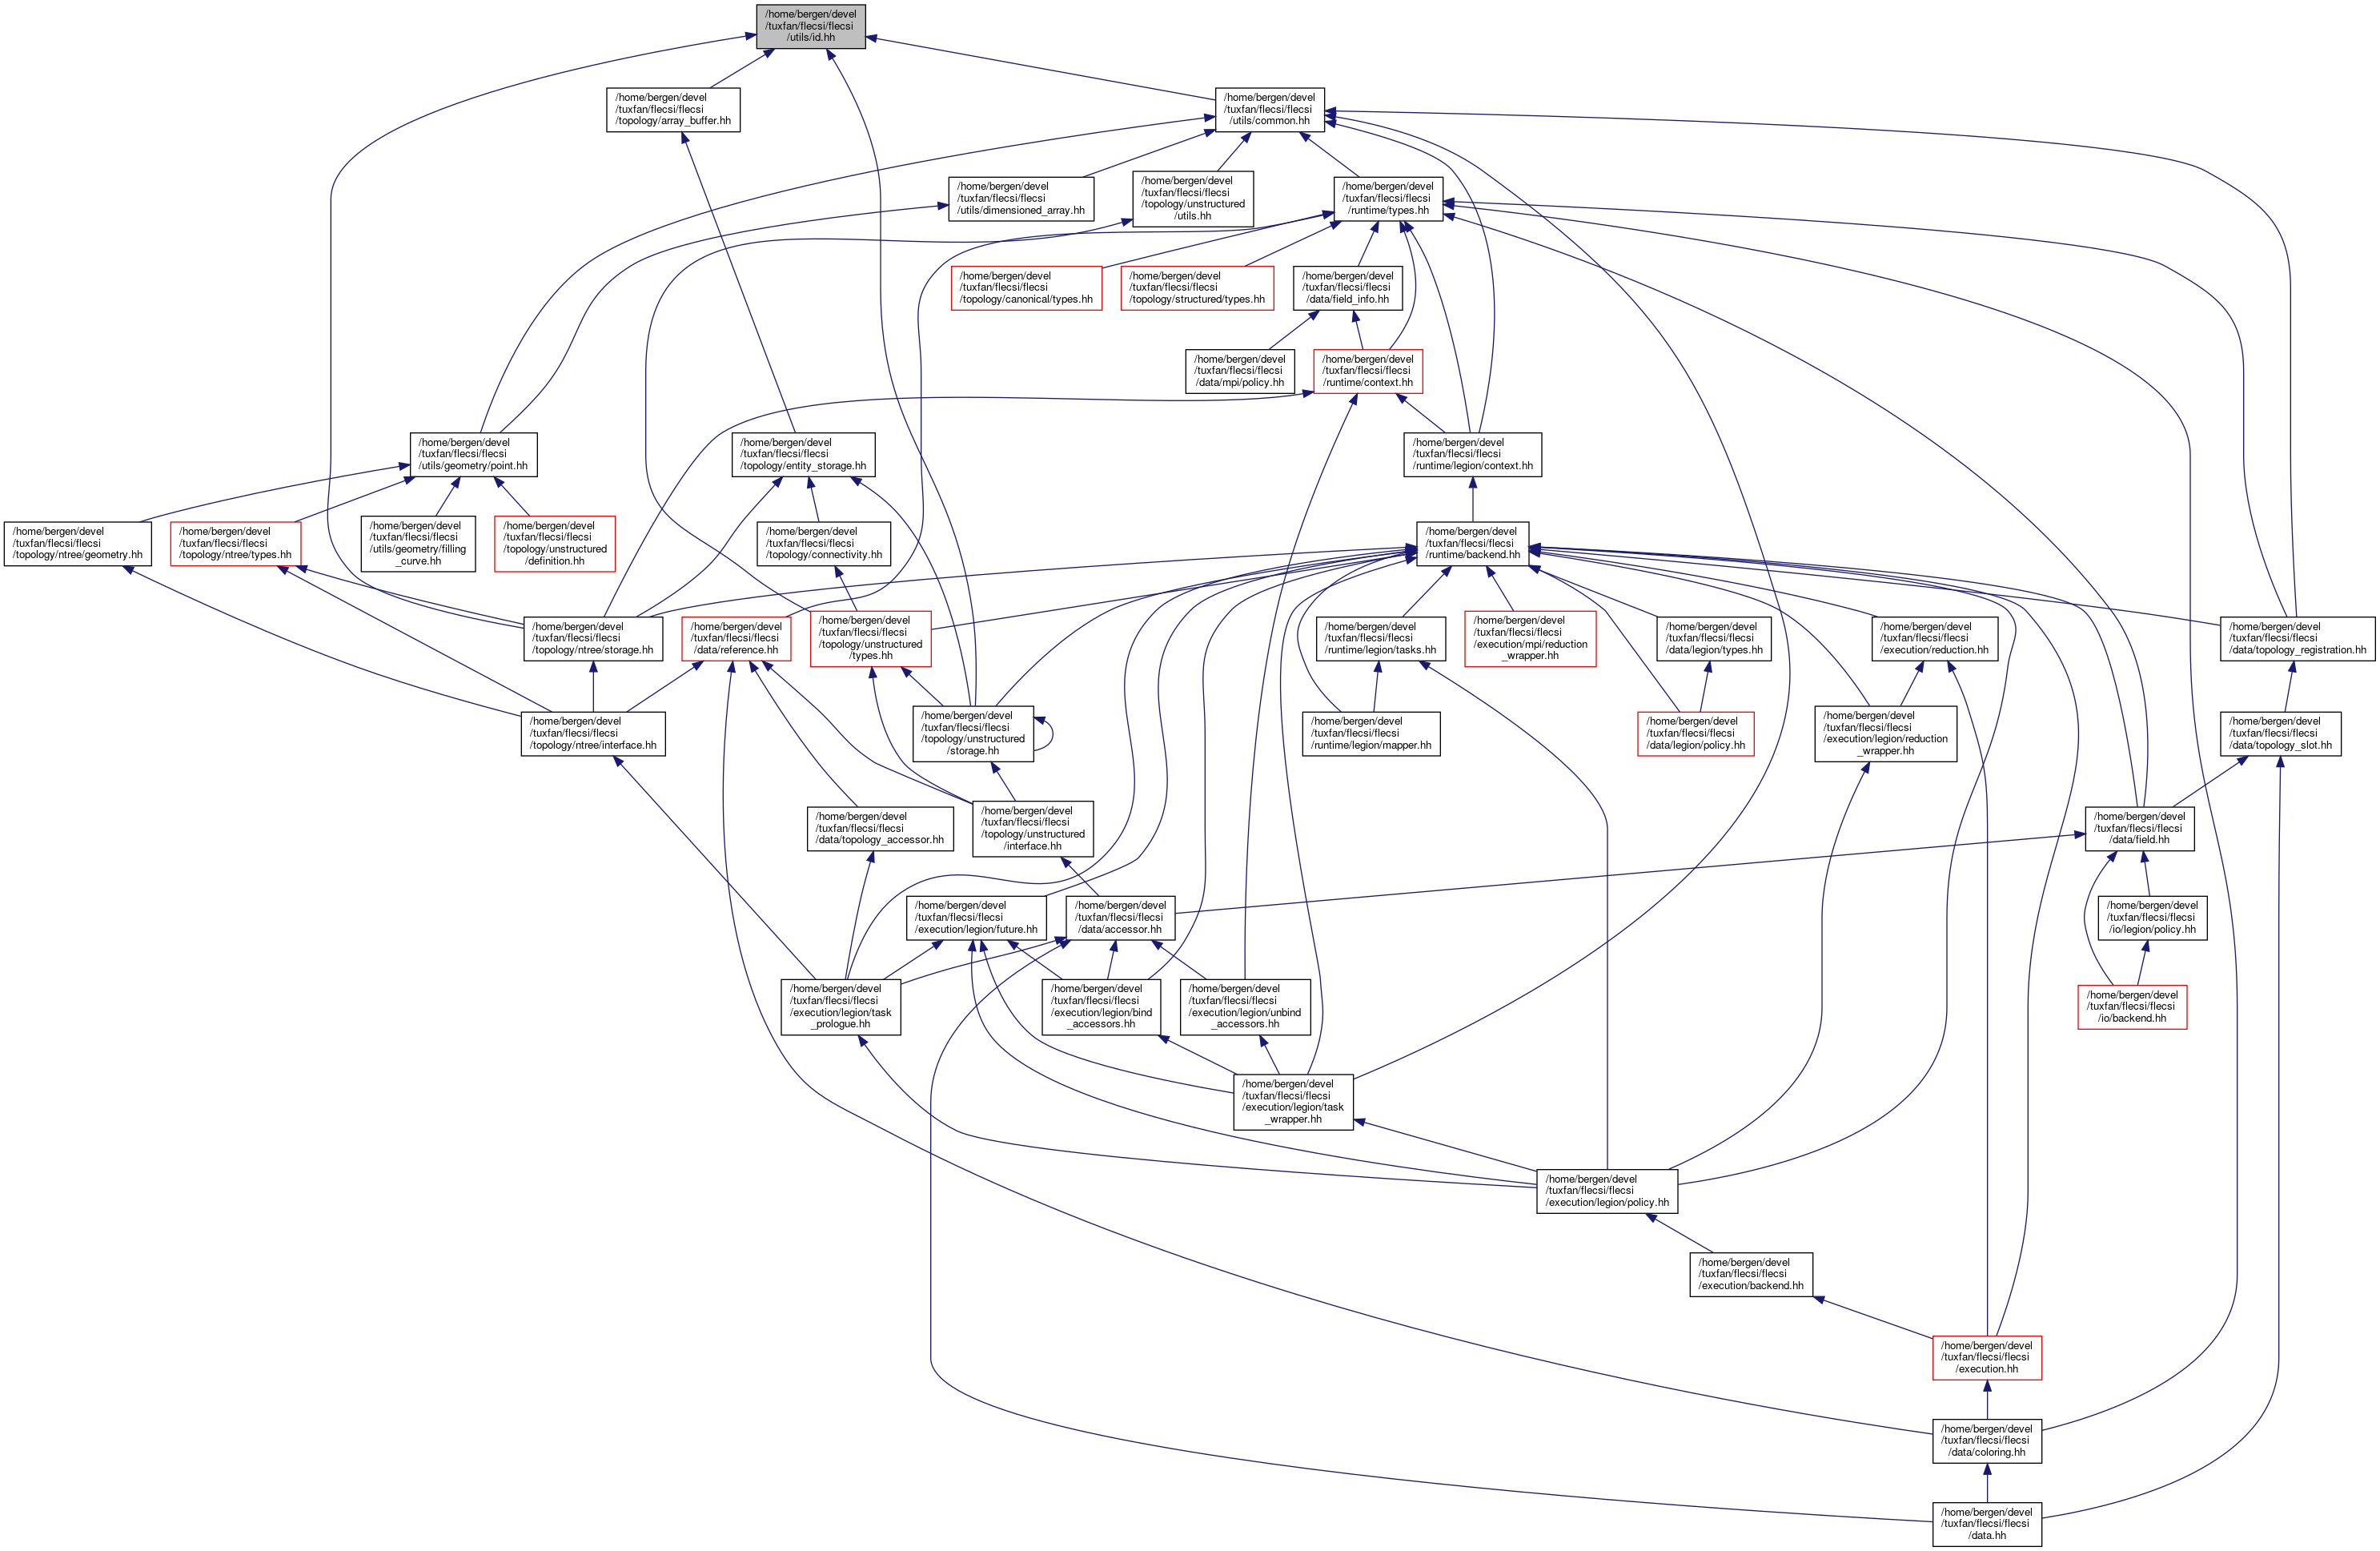 /home/bergen/devel
/tuxfan/flecsi/flecsi
/utils/id.hh
/home/bergen/devel
/tuxfan/flecsi/flecsi
/topology/array_buffer.hh
/home/bergen/devel
/tuxfan/flecsi/flecsi
/utils/common.hh
/home/bergen/devel
/tuxfan/flecsi/flecsi
/utils/dimensioned_array.hh
/home/bergen/devel
/tuxfan/flecsi/flecsi
/topology/unstructured
/utils.hh
/home/bergen/devel
/tuxfan/flecsi/flecsi
/runtime/types.hh
/home/bergen/devel
/tuxfan/flecsi/flecsi
/topology/canonical/types.hh
/home/bergen/devel
/tuxfan/flecsi/flecsi
/topology/structured/types.hh
/home/bergen/devel
/tuxfan/flecsi/flecsi
/data/field_info.hh
/home/bergen/devel
/tuxfan/flecsi/flecsi
/data/mpi/policy.hh
/home/bergen/devel
/tuxfan/flecsi/flecsi
/runtime/context.hh
/home/bergen/devel
/tuxfan/flecsi/flecsi
/utils/geometry/point.hh
/home/bergen/devel
/tuxfan/flecsi/flecsi
/topology/entity_storage.hh
/home/bergen/devel
/tuxfan/flecsi/flecsi
/runtime/legion/context.hh
/home/bergen/devel
/tuxfan/flecsi/flecsi
/topology/ntree/geometry.hh
/home/bergen/devel
/tuxfan/flecsi/flecsi
/topology/ntree/types.hh
/home/bergen/devel
/tuxfan/flecsi/flecsi
/utils/geometry/filling
_curve.hh
/home/bergen/devel
/tuxfan/flecsi/flecsi
/topology/unstructured
/definition.hh
/home/bergen/devel
/tuxfan/flecsi/flecsi
/topology/connectivity.hh
/home/bergen/devel
/tuxfan/flecsi/flecsi
/runtime/backend.hh
/home/bergen/devel
/tuxfan/flecsi/flecsi
/topology/ntree/storage.hh
/home/bergen/devel
/tuxfan/flecsi/flecsi
/data/reference.hh
/home/bergen/devel
/tuxfan/flecsi/flecsi
/topology/unstructured
/types.hh
/home/bergen/devel
/tuxfan/flecsi/flecsi
/runtime/legion/tasks.hh
/home/bergen/devel
/tuxfan/flecsi/flecsi
/execution/mpi/reduction
_wrapper.hh
/home/bergen/devel
/tuxfan/flecsi/flecsi
/data/legion/types.hh
/home/bergen/devel
/tuxfan/flecsi/flecsi
/execution/reduction.hh
/home/bergen/devel
/tuxfan/flecsi/flecsi
/data/topology_registration.hh
/home/bergen/devel
/tuxfan/flecsi/flecsi
/topology/ntree/interface.hh
/home/bergen/devel
/tuxfan/flecsi/flecsi
/topology/unstructured
/storage.hh
/home/bergen/devel
/tuxfan/flecsi/flecsi
/runtime/legion/mapper.hh
/home/bergen/devel
/tuxfan/flecsi/flecsi
/data/legion/policy.hh
/home/bergen/devel
/tuxfan/flecsi/flecsi
/execution/legion/reduction
_wrapper.hh
/home/bergen/devel
/tuxfan/flecsi/flecsi
/data/topology_slot.hh
/home/bergen/devel
/tuxfan/flecsi/flecsi
/data/topology_accessor.hh
/home/bergen/devel
/tuxfan/flecsi/flecsi
/topology/unstructured
/interface.hh
/home/bergen/devel
/tuxfan/flecsi/flecsi
/data/field.hh
/home/bergen/devel
/tuxfan/flecsi/flecsi
/execution/legion/future.hh
/home/bergen/devel
/tuxfan/flecsi/flecsi
/data/accessor.hh
/home/bergen/devel
/tuxfan/flecsi/flecsi
/io/legion/policy.hh
/home/bergen/devel
/tuxfan/flecsi/flecsi
/execution/legion/task
_prologue.hh
/home/bergen/devel
/tuxfan/flecsi/flecsi
/execution/legion/bind
_accessors.hh
/home/bergen/devel
/tuxfan/flecsi/flecsi
/execution/legion/unbind
_accessors.hh
/home/bergen/devel
/tuxfan/flecsi/flecsi
/io/backend.hh
/home/bergen/devel
/tuxfan/flecsi/flecsi
/execution/legion/task
_wrapper.hh
/home/bergen/devel
/tuxfan/flecsi/flecsi
/execution/legion/policy.hh
/home/bergen/devel
/tuxfan/flecsi/flecsi
/execution/backend.hh
/home/bergen/devel
/tuxfan/flecsi/flecsi
/execution.hh
/home/bergen/devel
/tuxfan/flecsi/flecsi
/data/coloring.hh
/home/bergen/devel
/tuxfan/flecsi/flecsi
/data.hh